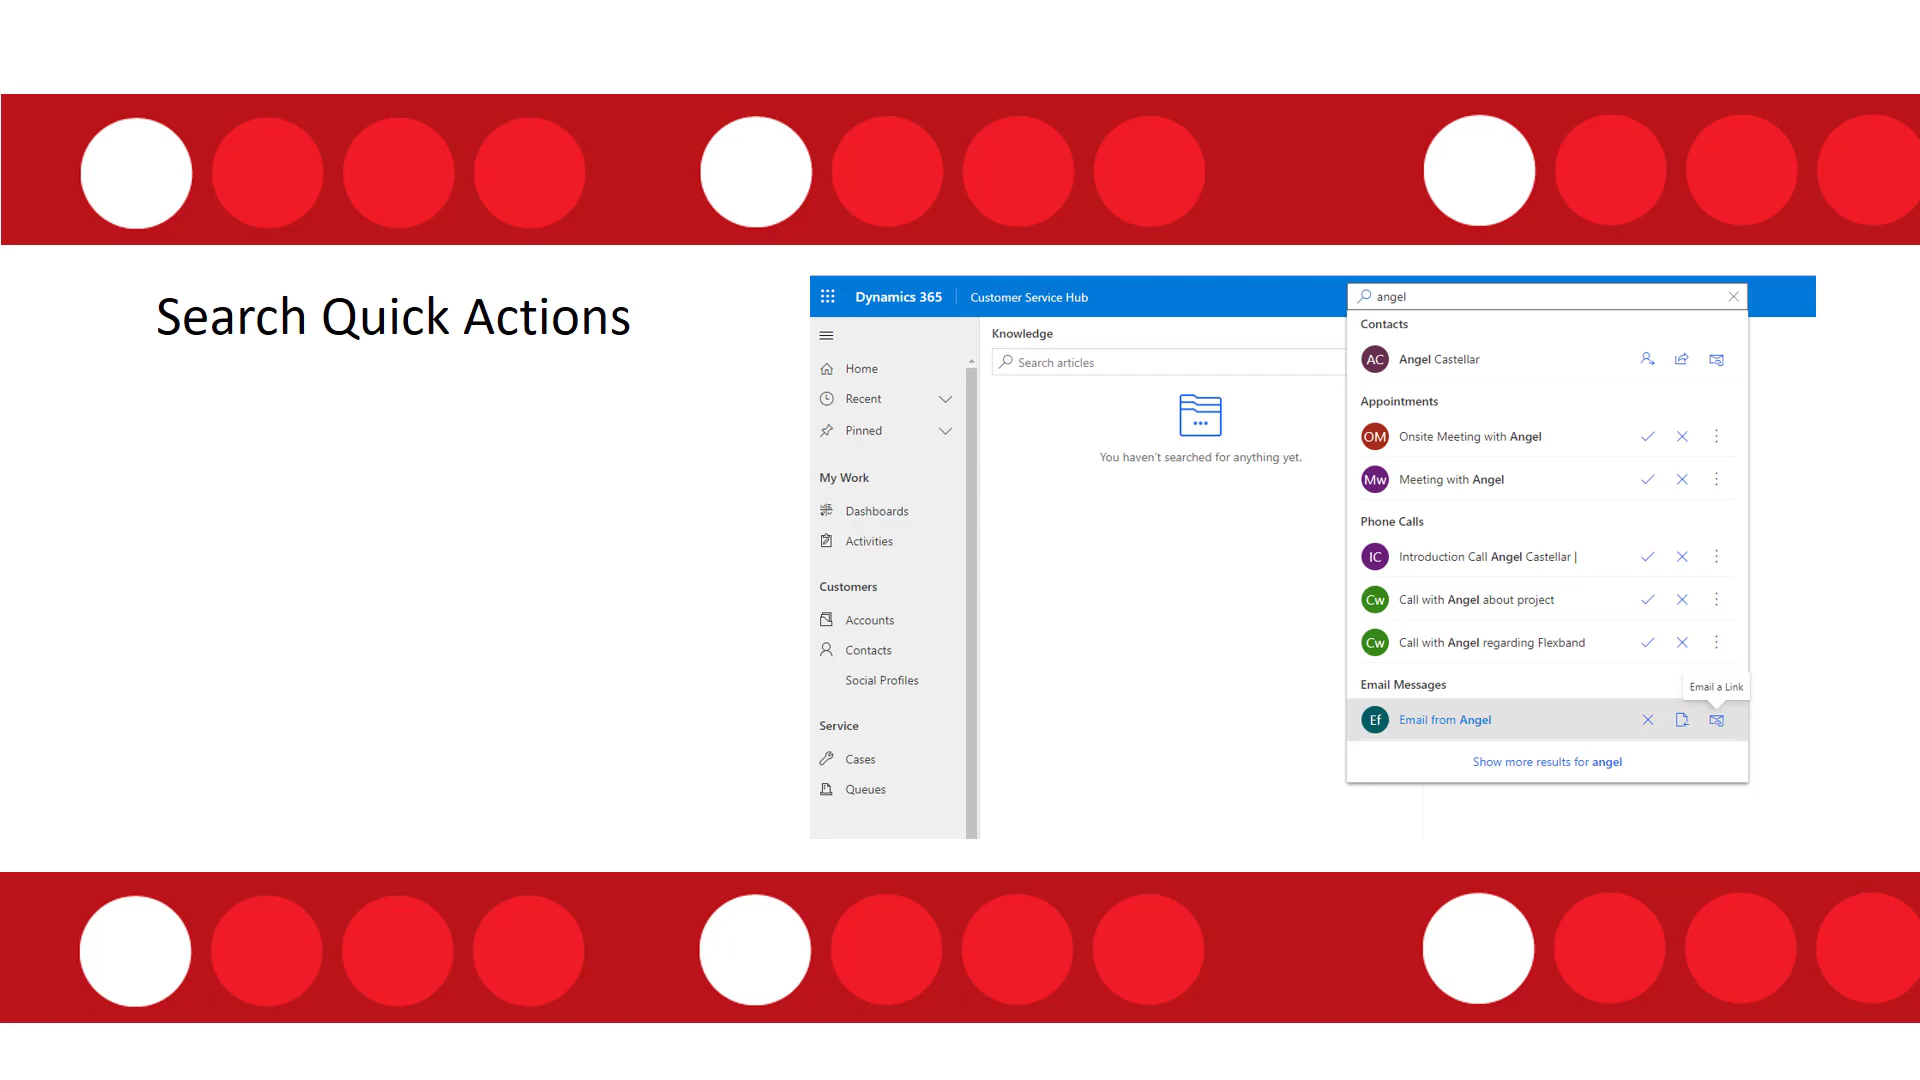 Search Quick Actions
Dynamics 365
Customer Service Hub
angel
Home
Recent
Pinned
My Work
Dashboards
Activities
Customers
Accounts
Contacts
Social Profiles
Service
Cases
Queues
Knowledge
Search articles
You haven't searched for anything yet.
Contacts
AC Angel Castellar
Appointments
OM Onsite Meeting with Angel
Mw Meeting with Angel
Phone Calls
IC Introduction Call Angel Castellar |
Cw Call with Angel about project
Cw Call with Angel regarding Flexband
Email Messages
Email a Link
Ef Email from Angel
Show more results for angel